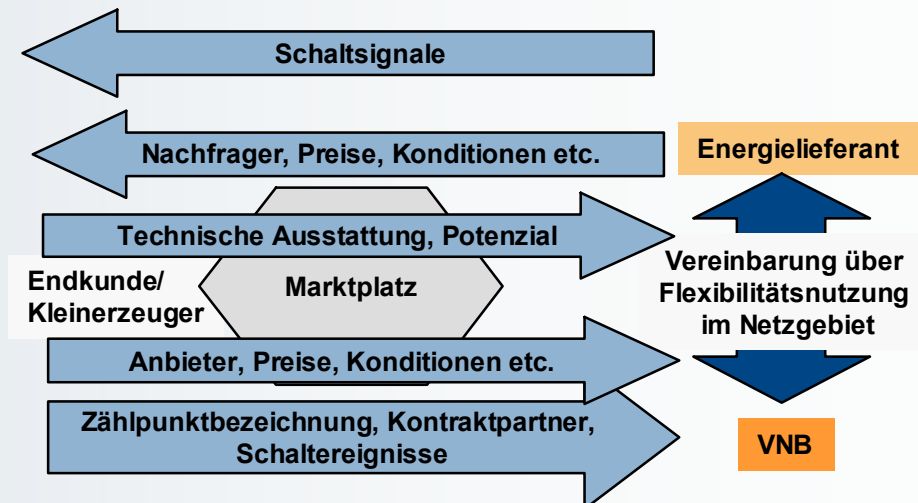 Schaltsignale
Nachfrager, Preise, Konditionen etc.
Energielieferant
Technische Ausstattung, Potenzial
Endkunde/
Kleinerzeuger
Marktplatz
Vereinbarung über
Flexibilitätsnutzung
im Netzgebiet
Anbieter, Preise, Konditionen etc.
Zählpunktbezeichnung, Kontraktpartner,
Schaltereignisse
VNB